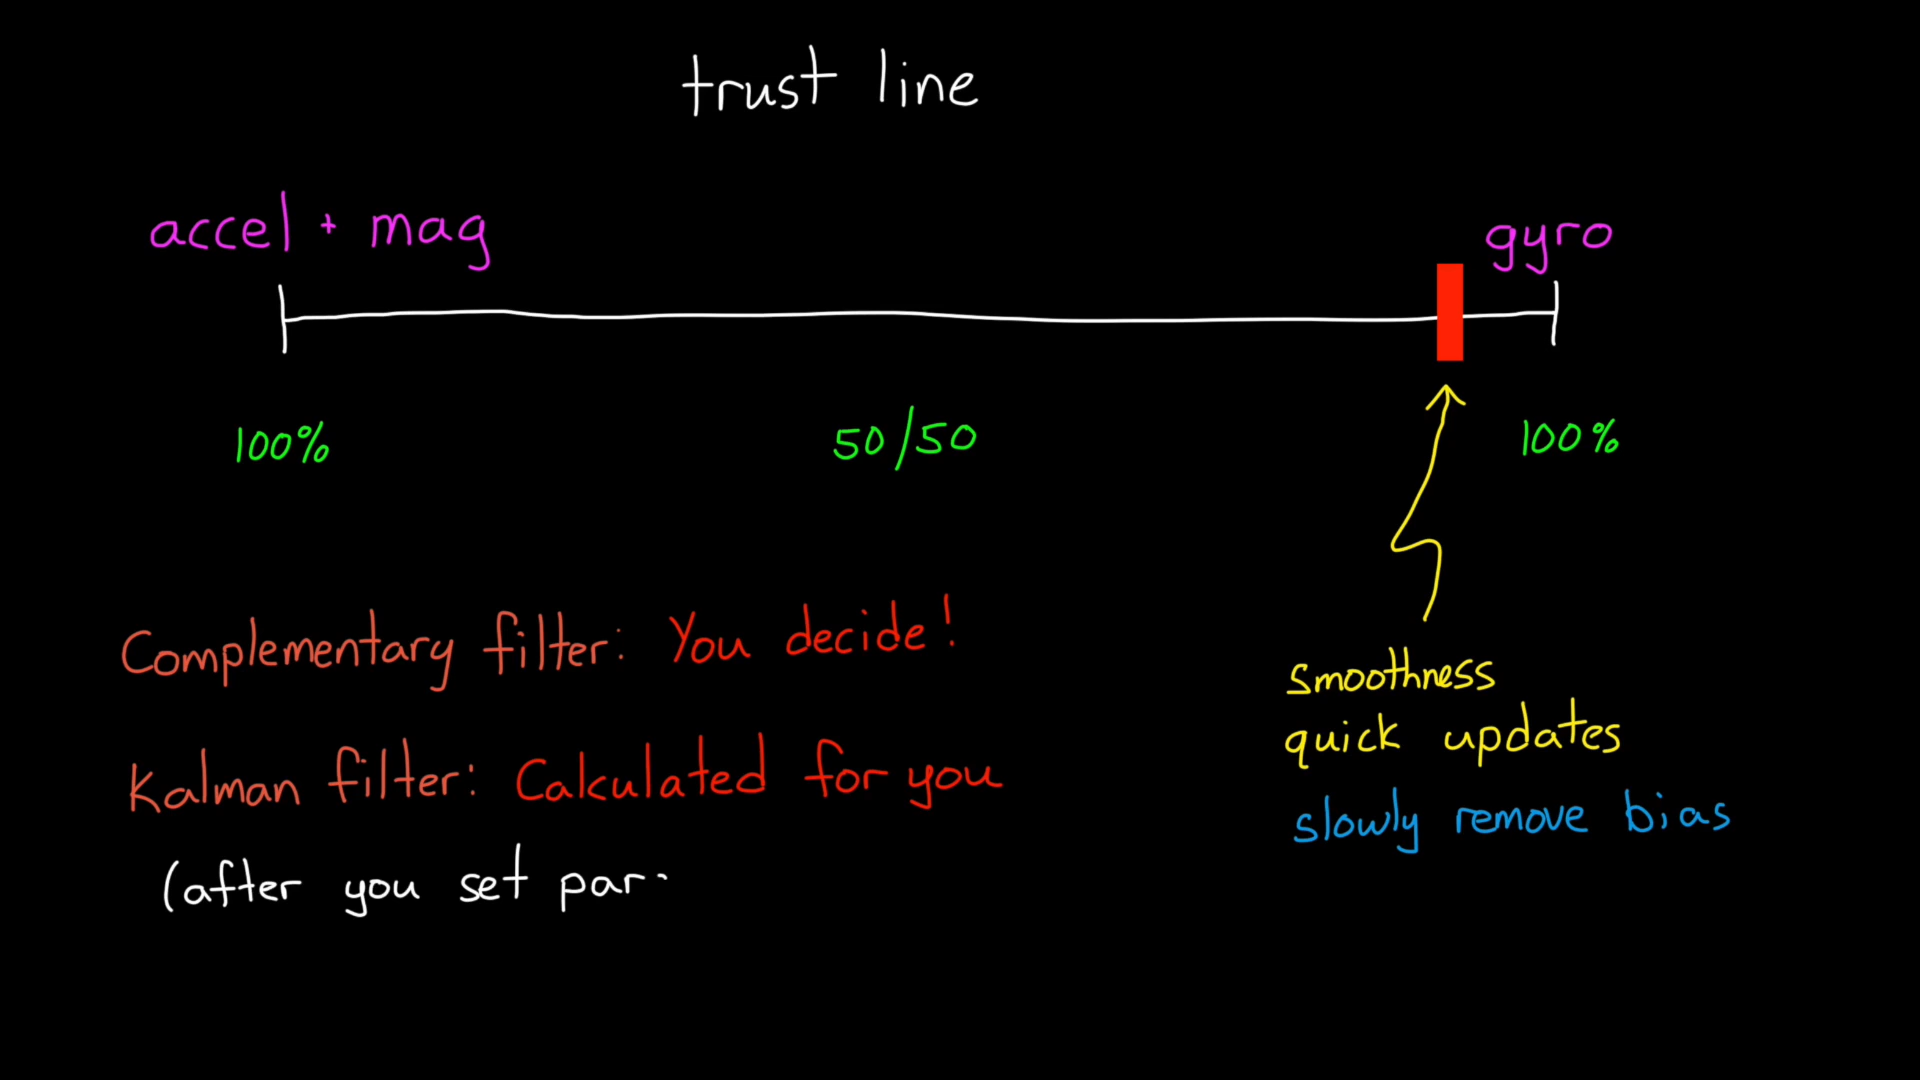 trust line
accel + mag
gyro
100%
50/50
100%
Complementary filter: You decide!
Kalman filter: Calculated for you
(after you set par
smoothness
quick updates
slowly remove bias